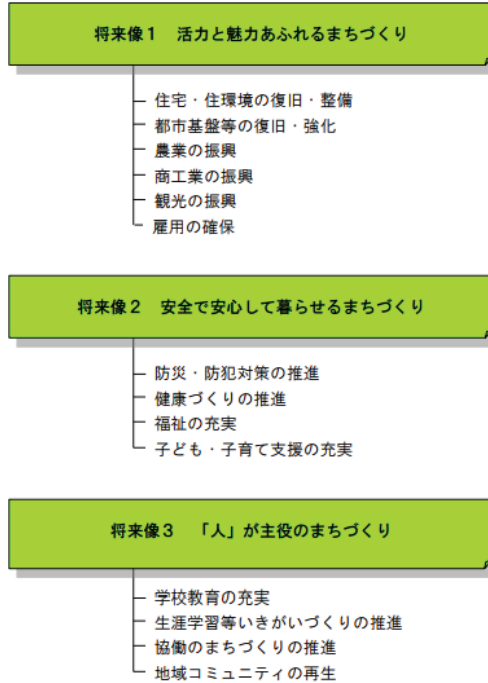 将来像１　活力と魅力あふれるまちづくり
住宅・住環境の復旧・整備
都市基盤等の復旧・強化
農業の振興
商工業の振興
観光の振興
雇用の確保
将来像２　安全で安心して暮らせるまちづくり
防災・防犯対策の推進
健康づくりの推進
福祉の充実
子ども・子育て支援の充実
将来像３　「人」が主役のまちづくり
学校教育の充実
生涯学習等いきがいづくりの推進
協働のまちづくりの推進
地域コミュニティの再生